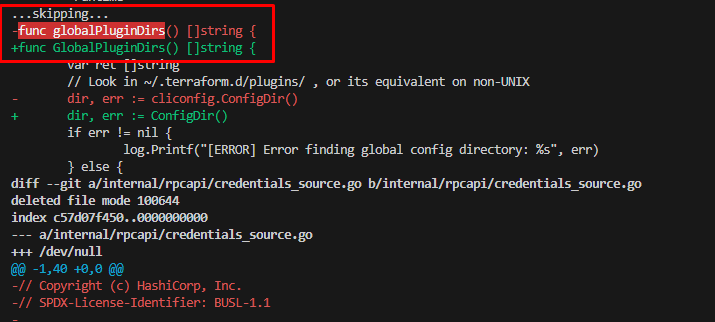 ...skipping...
-func globalPluginDirs() []string {
+func GlobalPluginDirs() []string {
        var ret []string
        // Look in ~/.terraform.d/plugins/ , or its equivalent on non-UNIX
-       dir, err := cliconfig.ConfigDir()
+       dir, err := ConfigDir()
        if err != nil {
                log.Printf("[ERROR] Error finding global config directory: %s", err)
        } else {
diff --git a/internal/rpcapi/credentials_source.go b/internal/rpcapi/credentials_source.go
deleted file mode 100644
index c57d07f450..0000000000
--- a/internal/rpcapi/credentials_source.go
+++ /dev/null
@@ -1,40 +0,0 @@
-// Copyright (c) HashiCorp, Inc.
-// SPDX-License-Identifier: BUSL-1.1
-